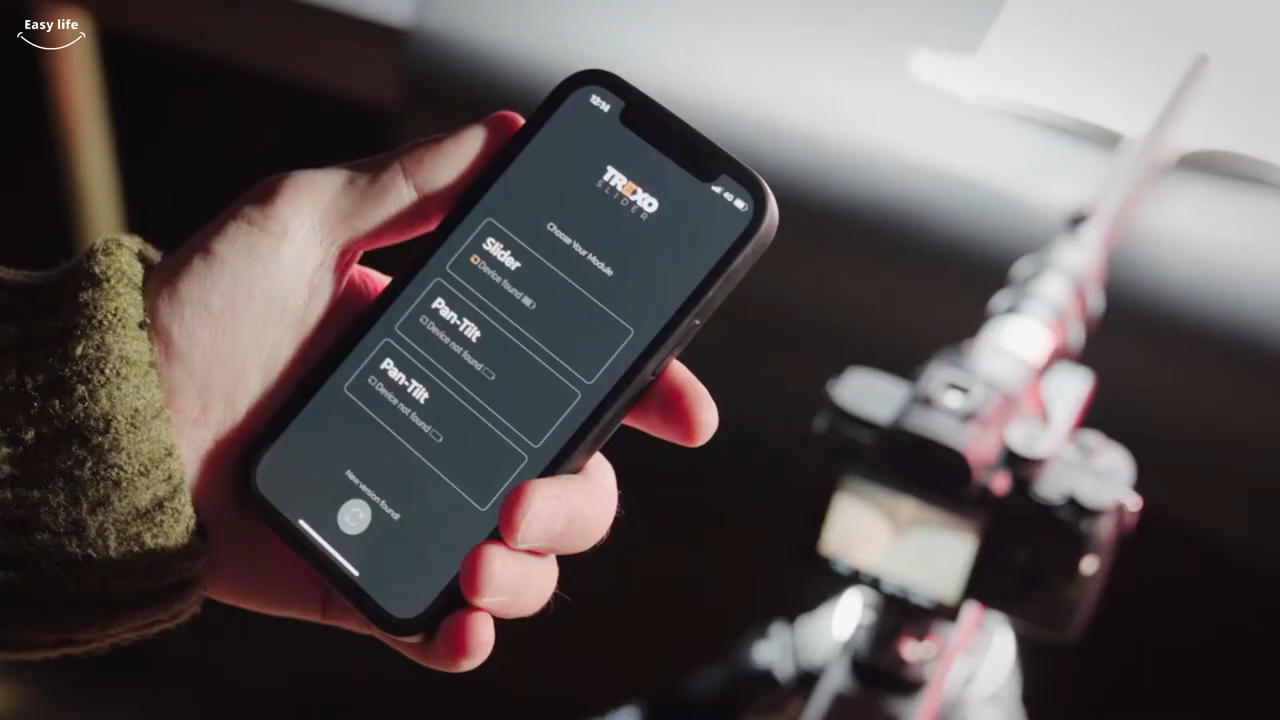 Easy life
12:14
4G
TREXO
SLIDER
Choose Your Module
Slider
Device found
Pan-Tilt
Device not found
Pan-Tilt
Device not found
New version found!